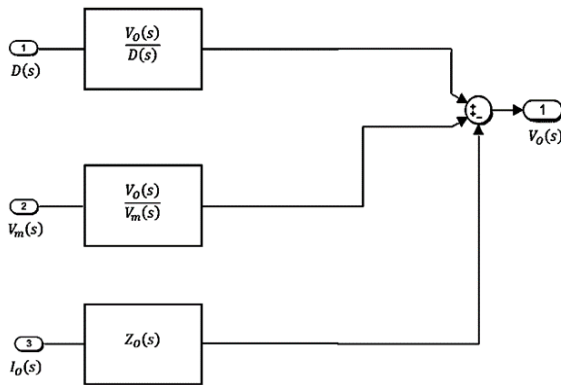 1
D(s)
V_O(s)
D(s)
+
+
−
1
V_O(s)
2
V_m(s)
V_O(s)
V_m(s)
3
I_O(s)
Z_O(s)